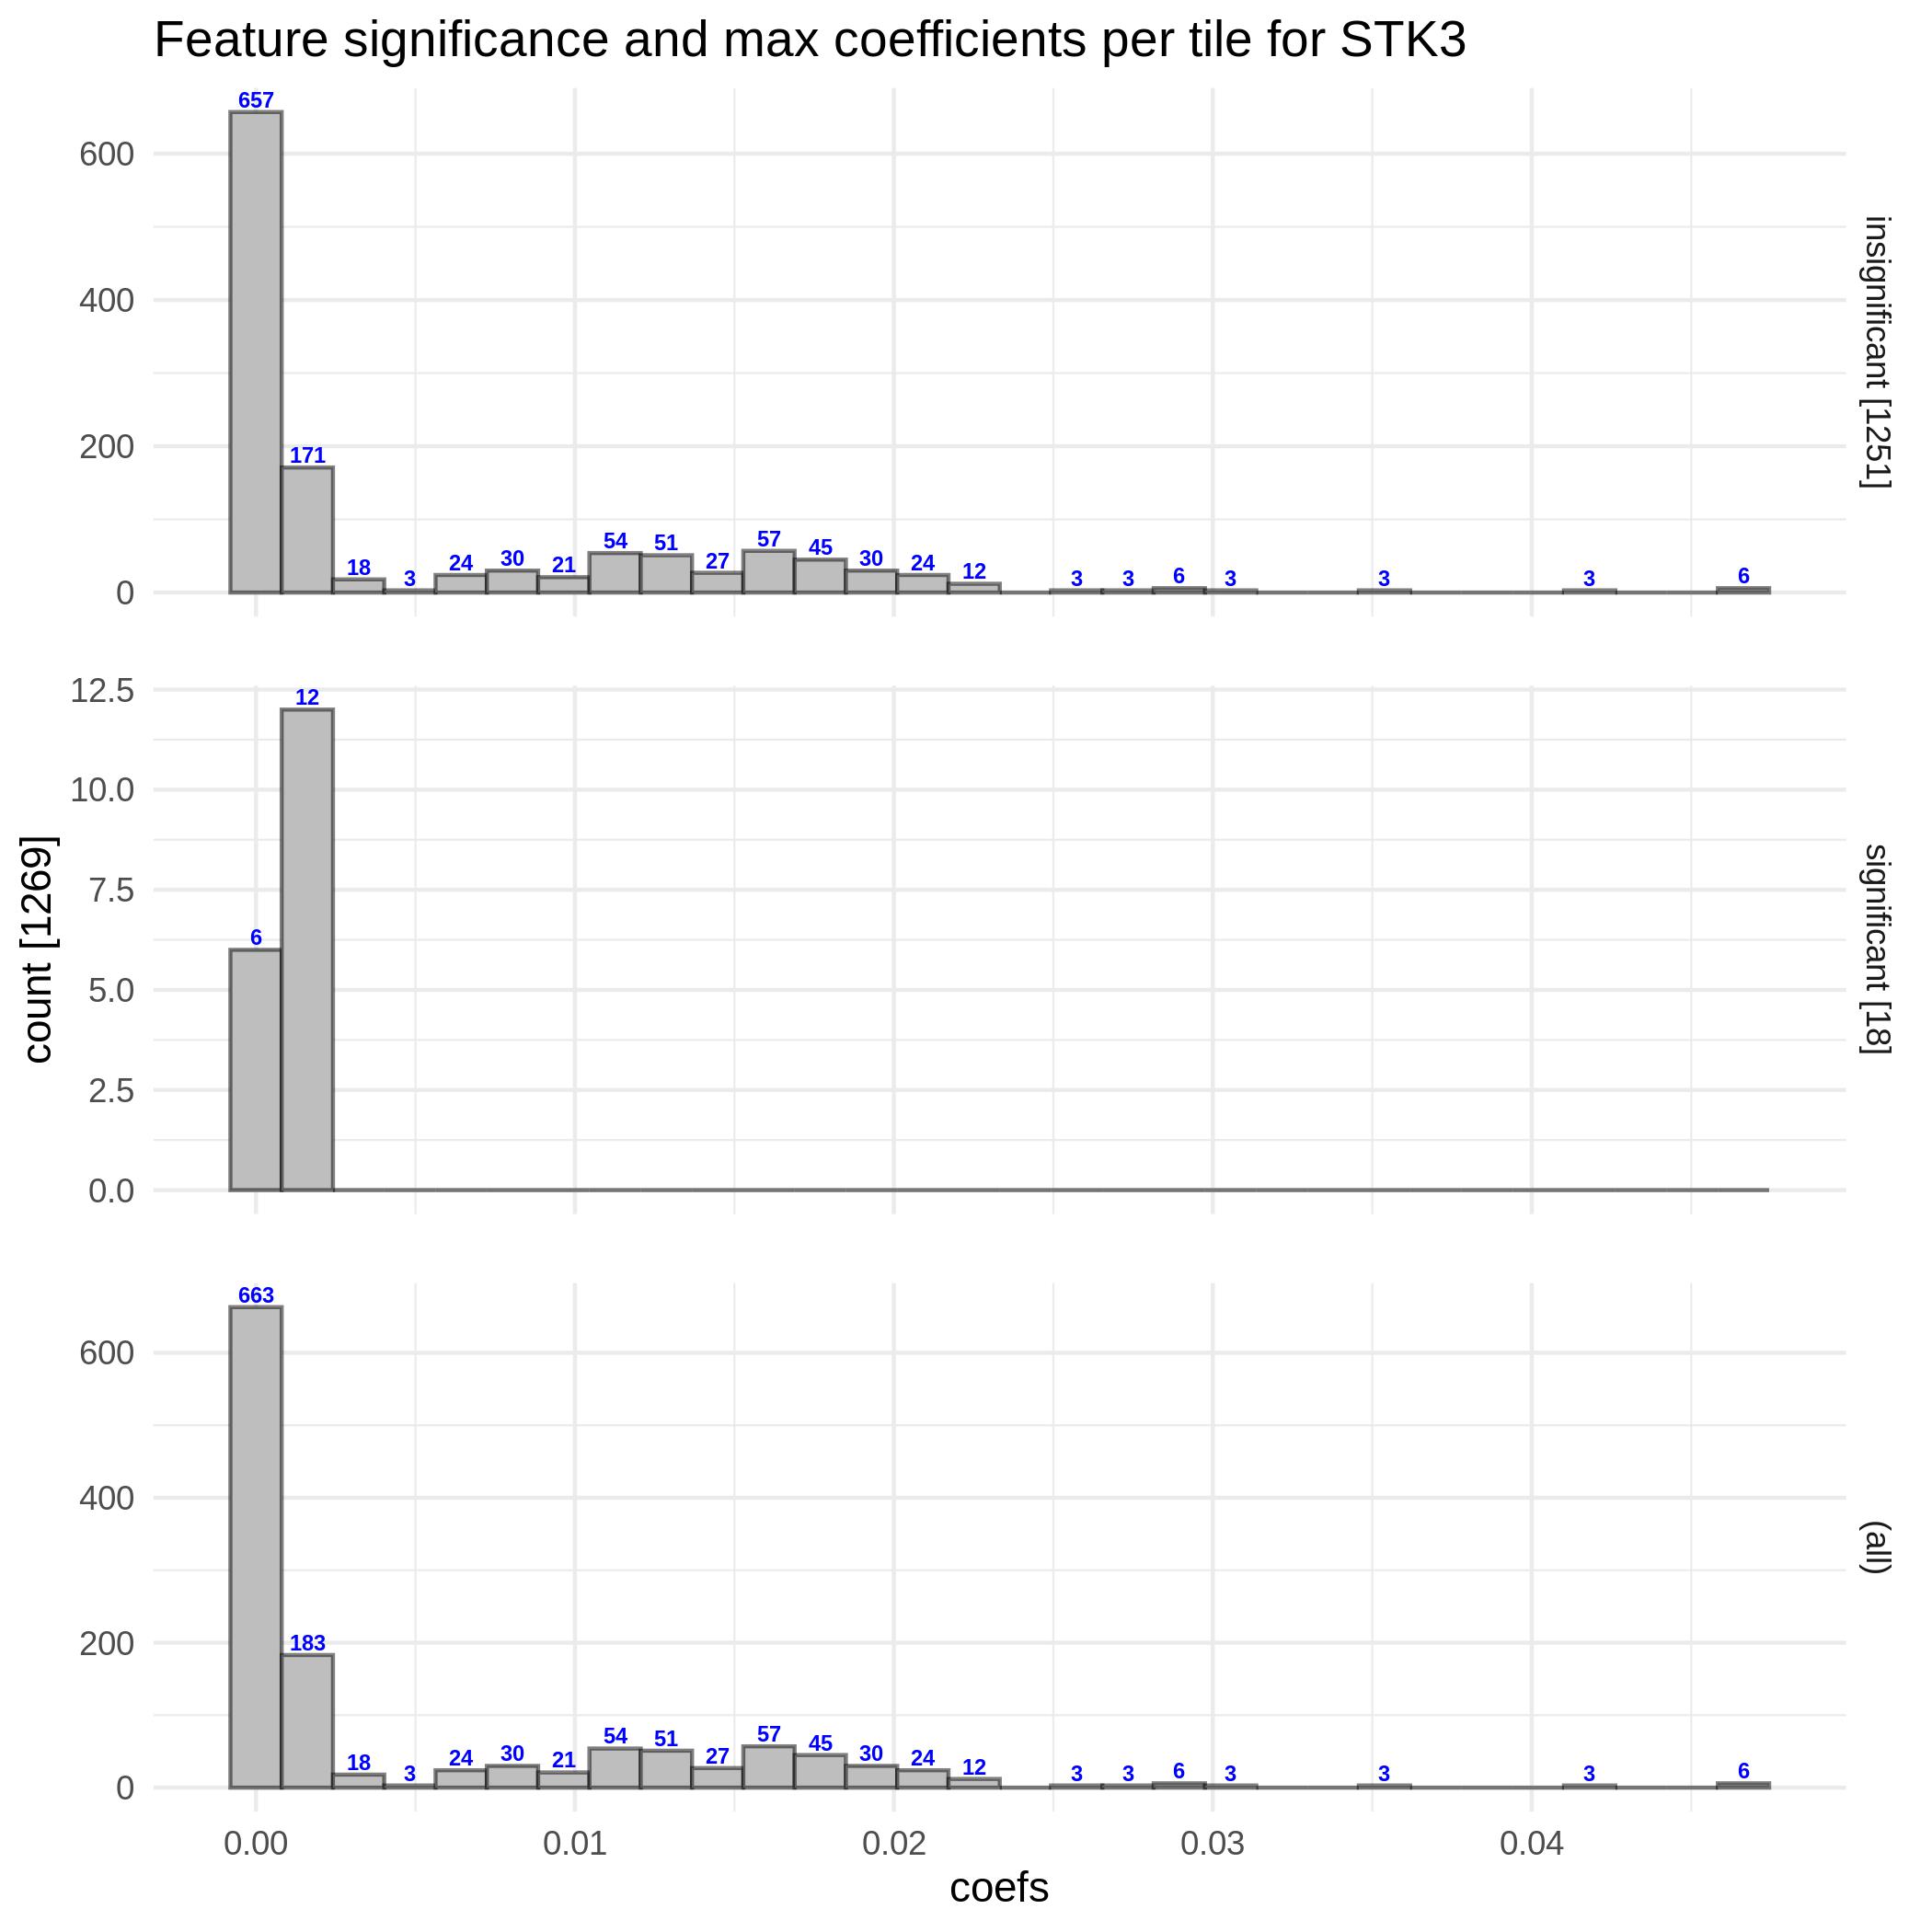 Feature significance and max coefficients per tile for STK3
657
600
400
200
171
18 3 24 30 21 54 51 27 57 45 30 24 12 3 3 6 3 3 3 6
0
insignificant [1251]
12.5
12
10.0
7.5
6
5.0
2.5
0.0
significant [18]
count [1269]
663
600
400
200
183
18 3 24 30 21 54 51 27 57 45 30 24 12 3 3 6 3 3 3 6
0
(all)
0.00 0.01 0.02 0.03 0.04
coefs